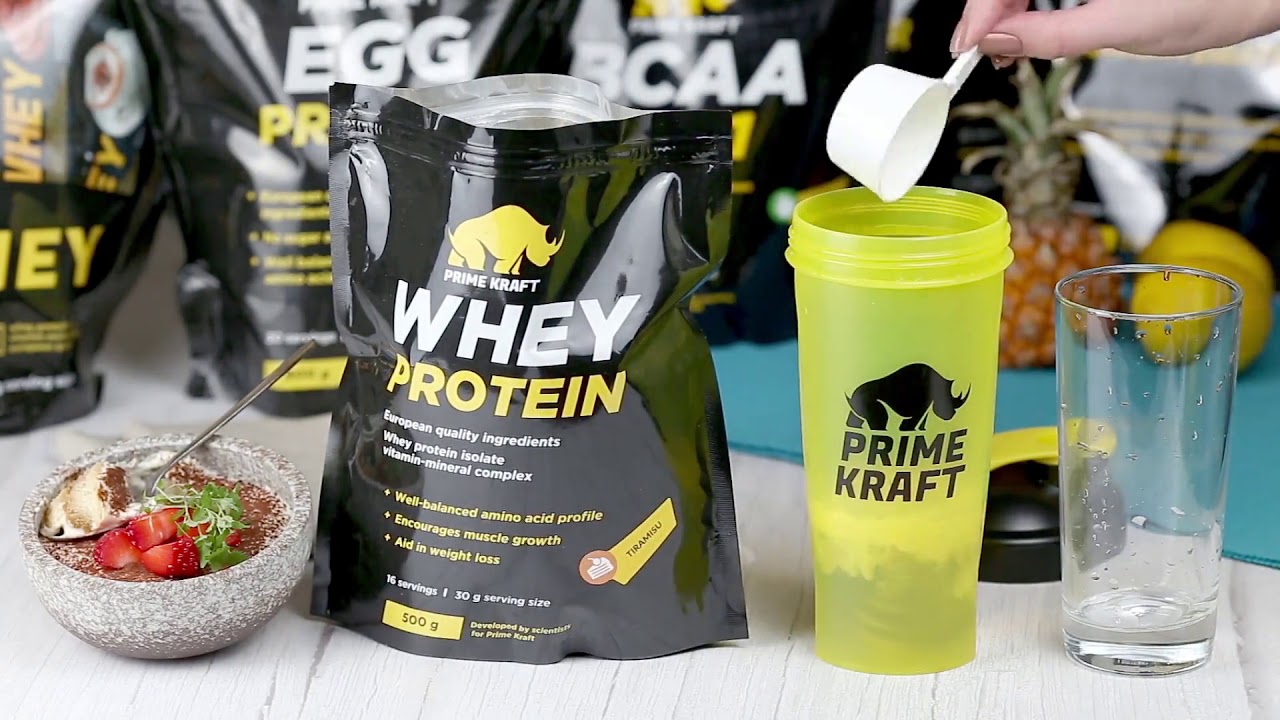 WHEY
EGG
BCAA
PRIME KRAFT
WHEY
PROTEIN
European quality ingredients
Whey protein isolate
vitamin-mineral complex
+ Well-balanced amino acid profile
+ Encourages muscle growth
+ Aid in weight loss
TIRAMISU
16 servings | 30 g serving size
500 g
Developed by scientists
for Prime Kraft
PRIME
KRAFT